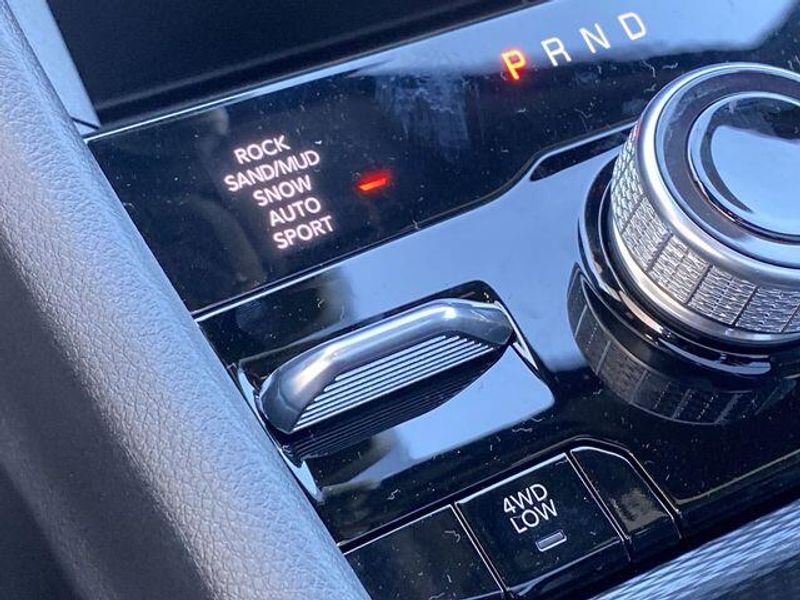 P R N D
ROCK
SAND/MUD
SNOW
AUTO
SPORT
4WD
LOW